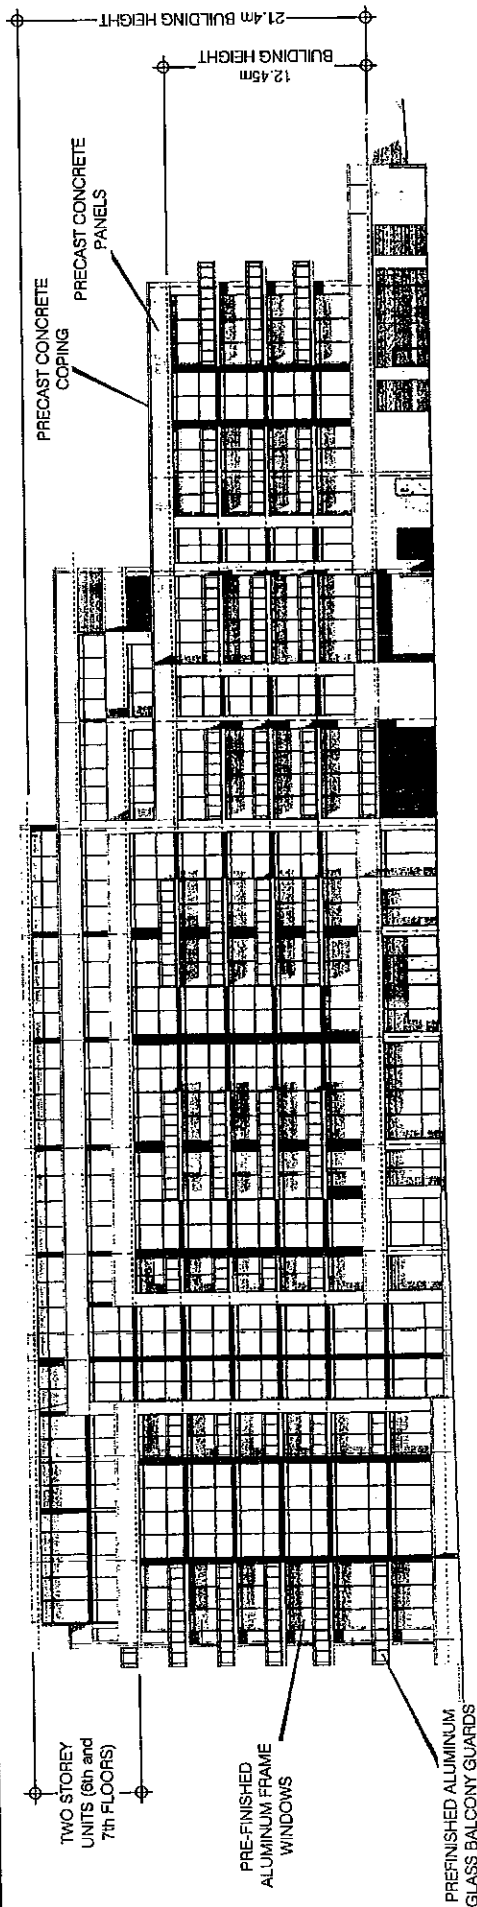 21.4m BUILDING HEIGHT
12.45m
BUILDING HEIGHT
PRECAST CONCRETE
PANELS
PRECAST CONCRETE
COPING
TWO STOREY
UNITS (6th and
7th FLOORS)
PRE-FINISHED
ALUMINUM FRAME
WINDOWS
PREFINISHED ALUMINUM
GLASS BALCONY GUARDS